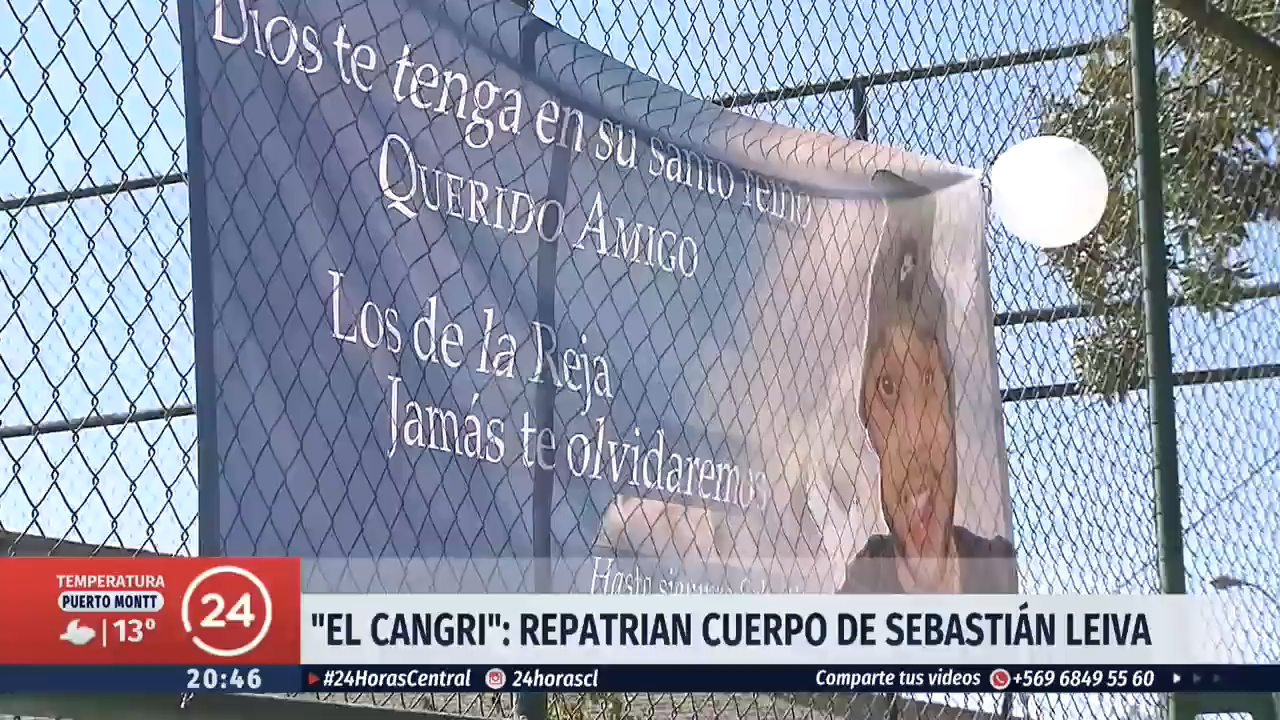 Dios te tenga en su santo reino
QUERIDO AMIGO
Los de la Reja
Jamás te olvidaremos
Hasta siempre
TEMPERATURA
PUERTO MONTT
13°
24
"EL CANGRI": REPATRIAN CUERPO DE SEBASTIÁN LEIVA
20:46
#24HorasCentral
24horascl
Comparte tus videos
+569 6849 55 60